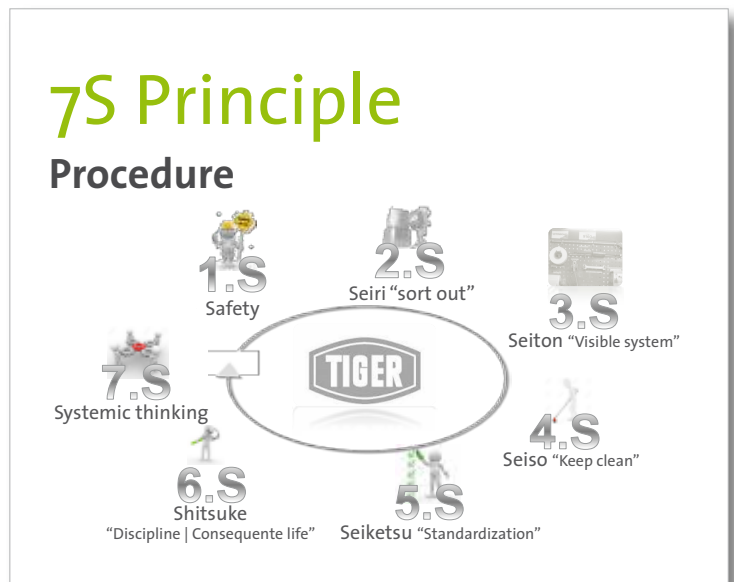 7S Principle
Procedure
1.S
Safety
2.S
Seiri “sort out”
3.S
Seiton “Visible system”
4.S
Seiso “Keep clean”
5.S
Seiketsu “Standardization”
6.S
Shitsuke
“Discipline | Consequente life”
7.S
Systemic thinking
TIGER